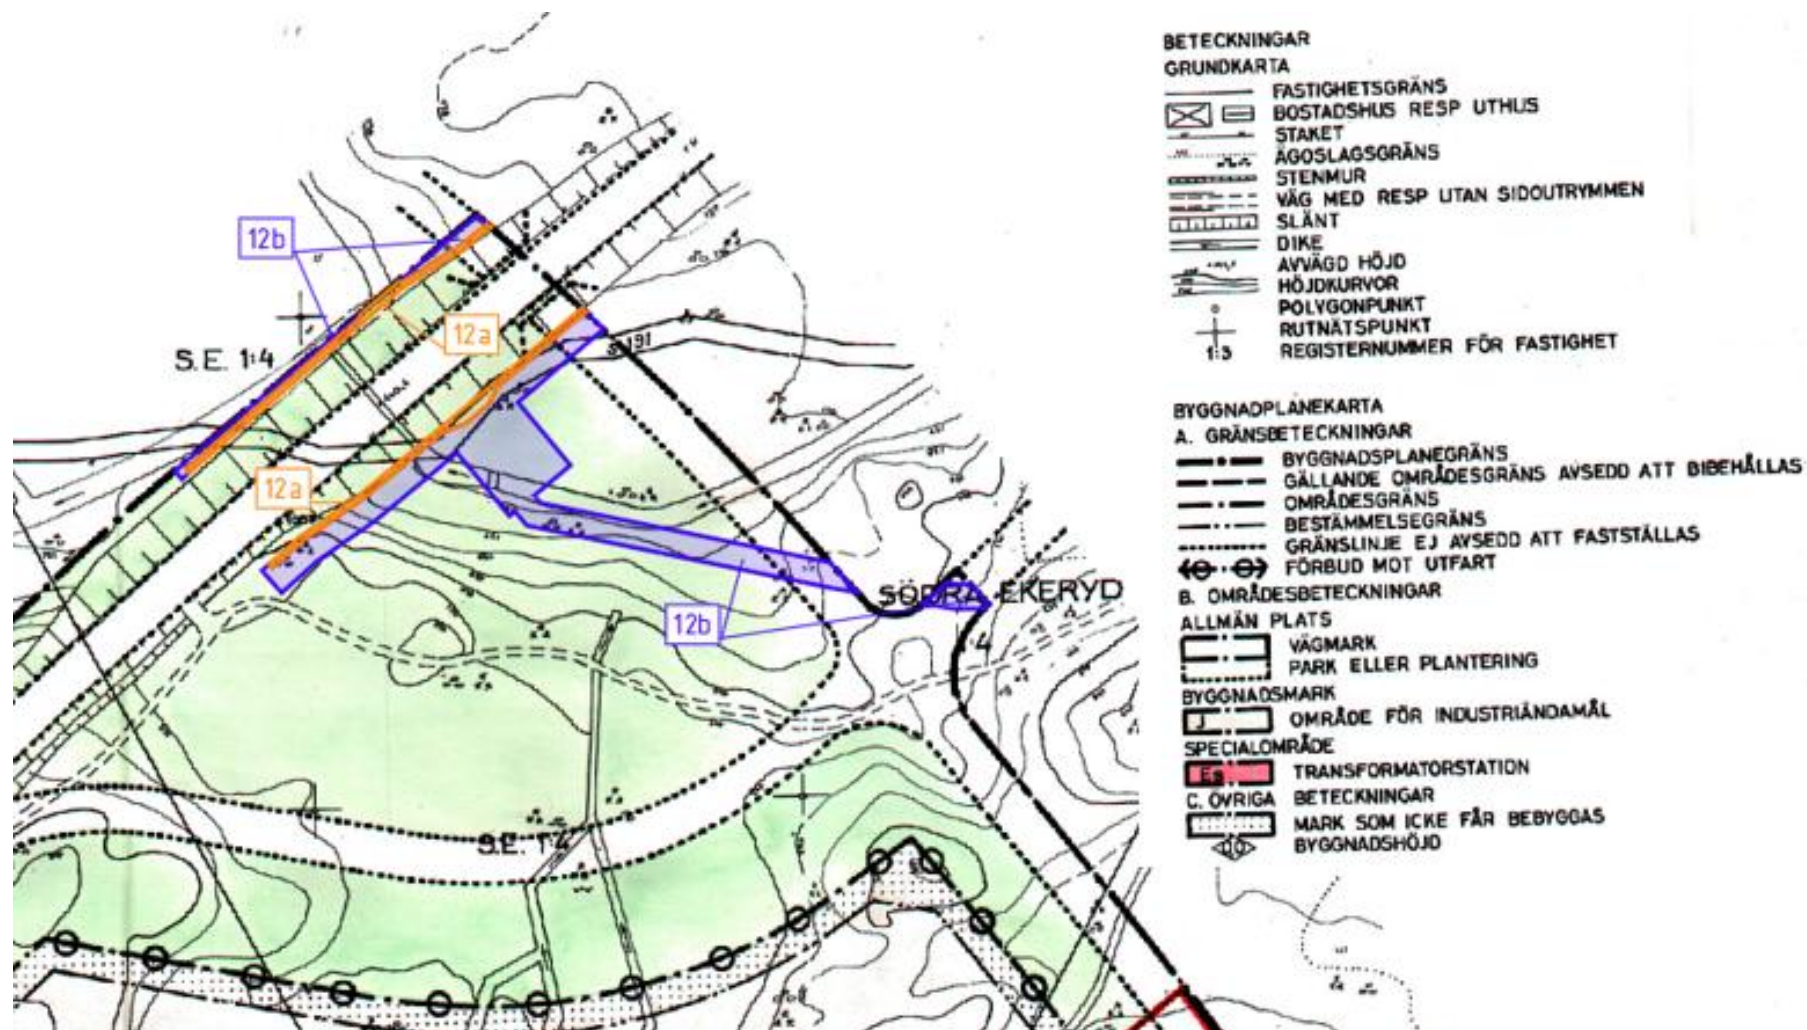 12b
12a
S.E. 1:4
12a
12b
SÖDRA EKERYD
S.E. 1:4
BETECKNINGAR
GRUNDKARTA
FASTIGHETSGRÄNS
BOSTADSHUS RESP UTHUS
STAKET
ÄGOSLAGSGRÄNS
STENMUR
VÄG MED RESP UTAN SIDOUTRYMMEN
SLÄNT
DIKE
AVVÄGD HÖJD
HÖJDKURVOR
POLYGONPUNKT
RUTNÄTSPUNKT
1:3 REGISTERNUMMER FÖR FASTIGHET
BYGGNADPLANEKARTA
A. GRÄNSBETECKNINGAR
BYGGNADSPLANEGRÄNS
GÄLLANDE OMRÅDESGRÄNS AVSEDD ATT BIBEHÅLLAS
OMRÅDESGRÄNS
BESTÄMMELSEGRÄNS
GRÄNSLINJE EJ AVSEDD ATT FASTSTÄLLAS
FÖRBUD MOT UTFART
B. OMRÅDESBETECKNINGAR
ALLMÄN PLATS
VÄGMARK
PARK ELLER PLANTERING
BYGGNADSMARK
J OMRÅDE FÖR INDUSTRIÄNDAMÅL
SPECIALOMRÅDE
Es TRANSFORMATORSTATION
C. ÖVRIGA BETECKNINGAR
MARK SOM ICKE FÅR BEBYGGAS
BYGGNADSHÖJD